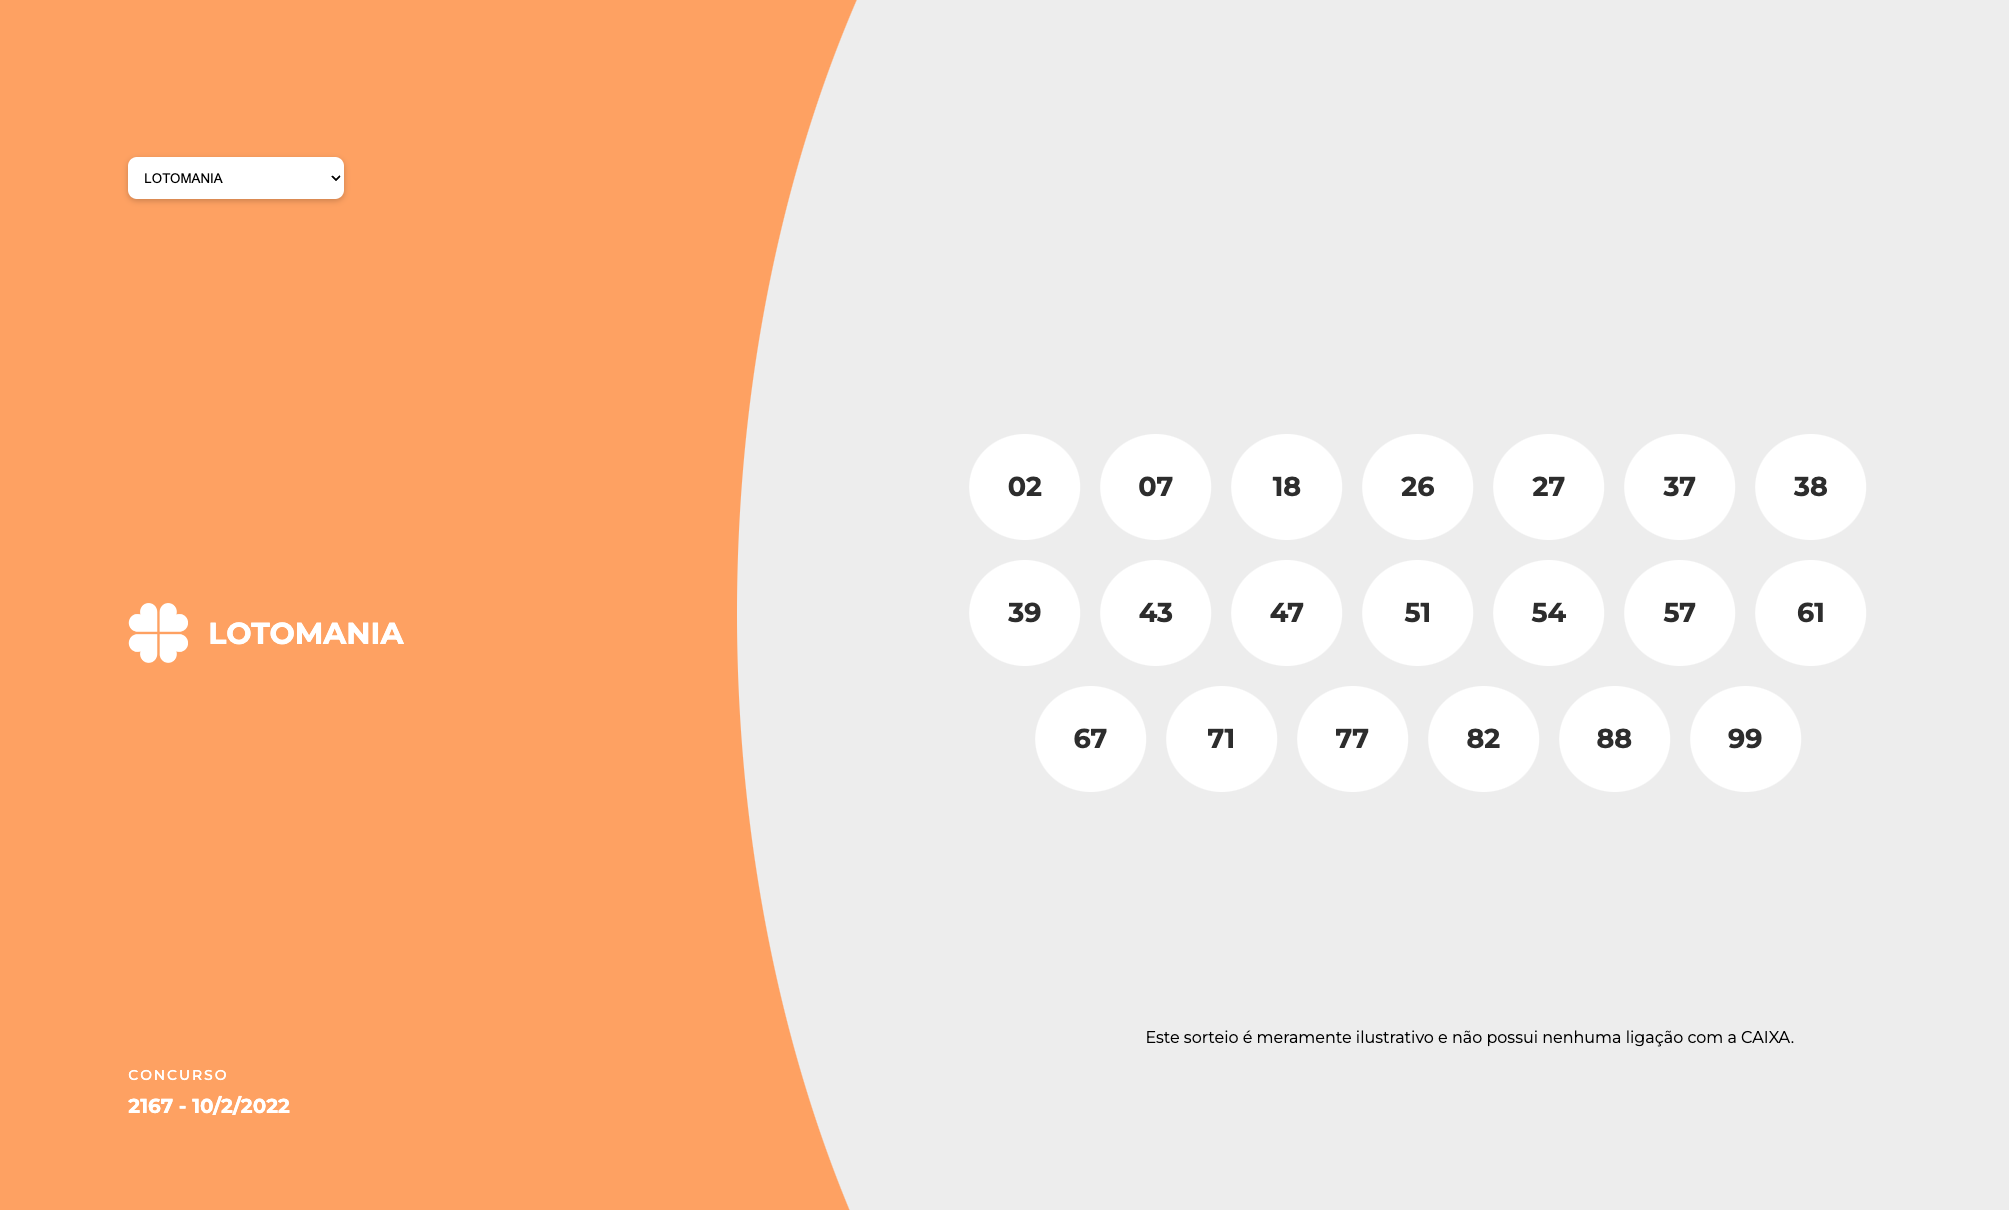 LOTOMANIA
LOTOMANIA
CONCURSO
2167 - 10/2/2022
02 07 18 26 27 37 38
39 43 47 51 54 57 61
67 71 77 82 88 99
Este sorteio é meramente ilustrativo e não possui nenhuma ligação com a CAIXA.